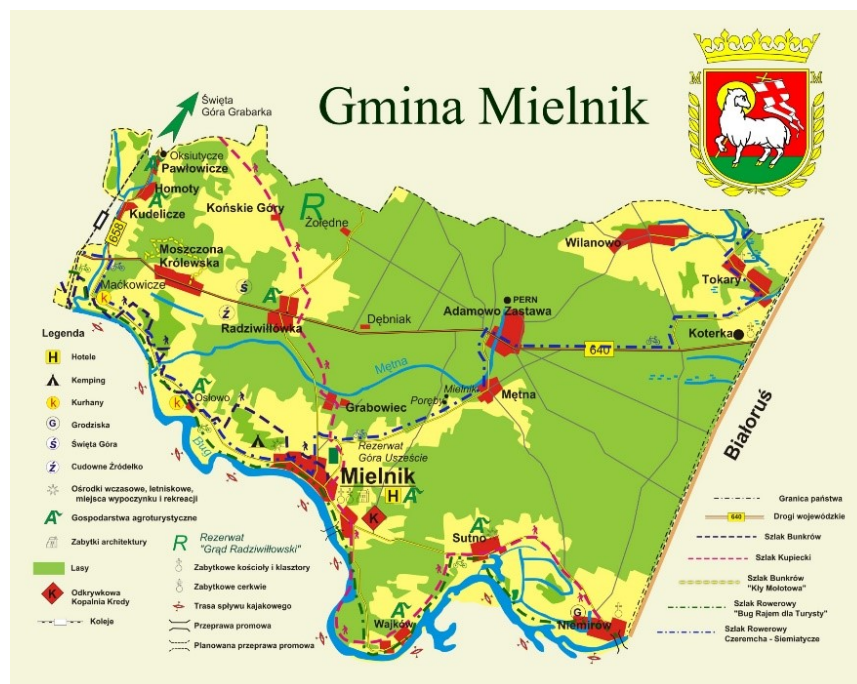 Gmina Mielnik
M M
Święta
Góra Grabarka
Oksiutycze
Pawłowicze
Homoty
Kudelicze
658
Końskie Góry
R
Żołędne
Wilanowo
Tokary
Moszczona
Królewska
Maćkowicze
Ś
Ź
k
A
Radziwiłłówka
Dębniak
PERN
Adamowo Zastawa
Koterka
640
Mętna
Osłowo
k
Grabowiec
Poręby
Mielnik
Mętna
Bug
Rezerwat
Góra Uszeście
Białoruś
Mielnik
H A
K
Sutno
Wajków
G
Niemirów
Legenda
H Hotele
Kemping
k Kurhany
G Grodziska
Ś Święta Góra
Ź Cudowne Źródełko
Ośrodki wczasowe, letniskowe,
miejsca wypoczynku i rekreacji
A Gospodarstwa agroturystyczne
Zabytki architektury
Lasy
K Odkrywkowa
Kopalnia Kredy
Koleje
R Rezerwat
"Grąd Radziwiłłowski"
Zabytkowe kościoły i klasztory
Zabytkowe cerkwie
Trasa spływu kajakowego
Przeprawa promowa
Planowana przeprawa promowa
Granica państwa
640 Drogi wojewódzkie
Szlak Bunkrów
Szlak Kupiecki
Szlak Bunkrów
"Kły Mołotowa"
Szlak Rowerowy
"Bug Rajem dla Turysty"
Szlak Rowerowy
Czeremcha - Siemiatycze